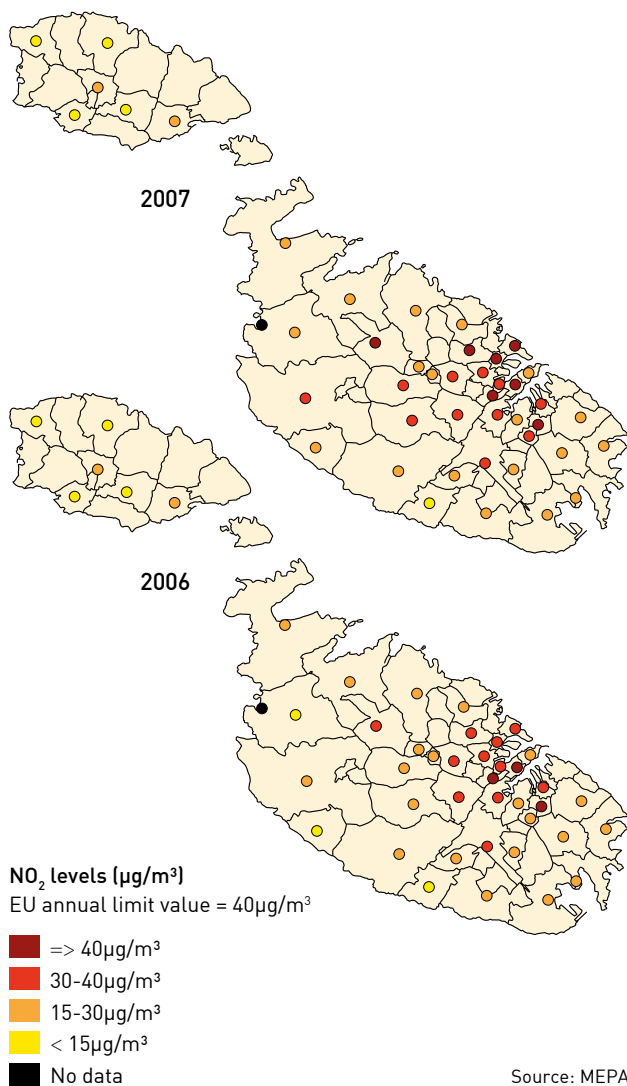 2007
2006
NO₂ levels (µg/m³)
EU annual limit value = 40µg/m³
=> 40µg/m³
30-40µg/m³
15-30µg/m³
< 15µg/m³
No data
Source: MEPA